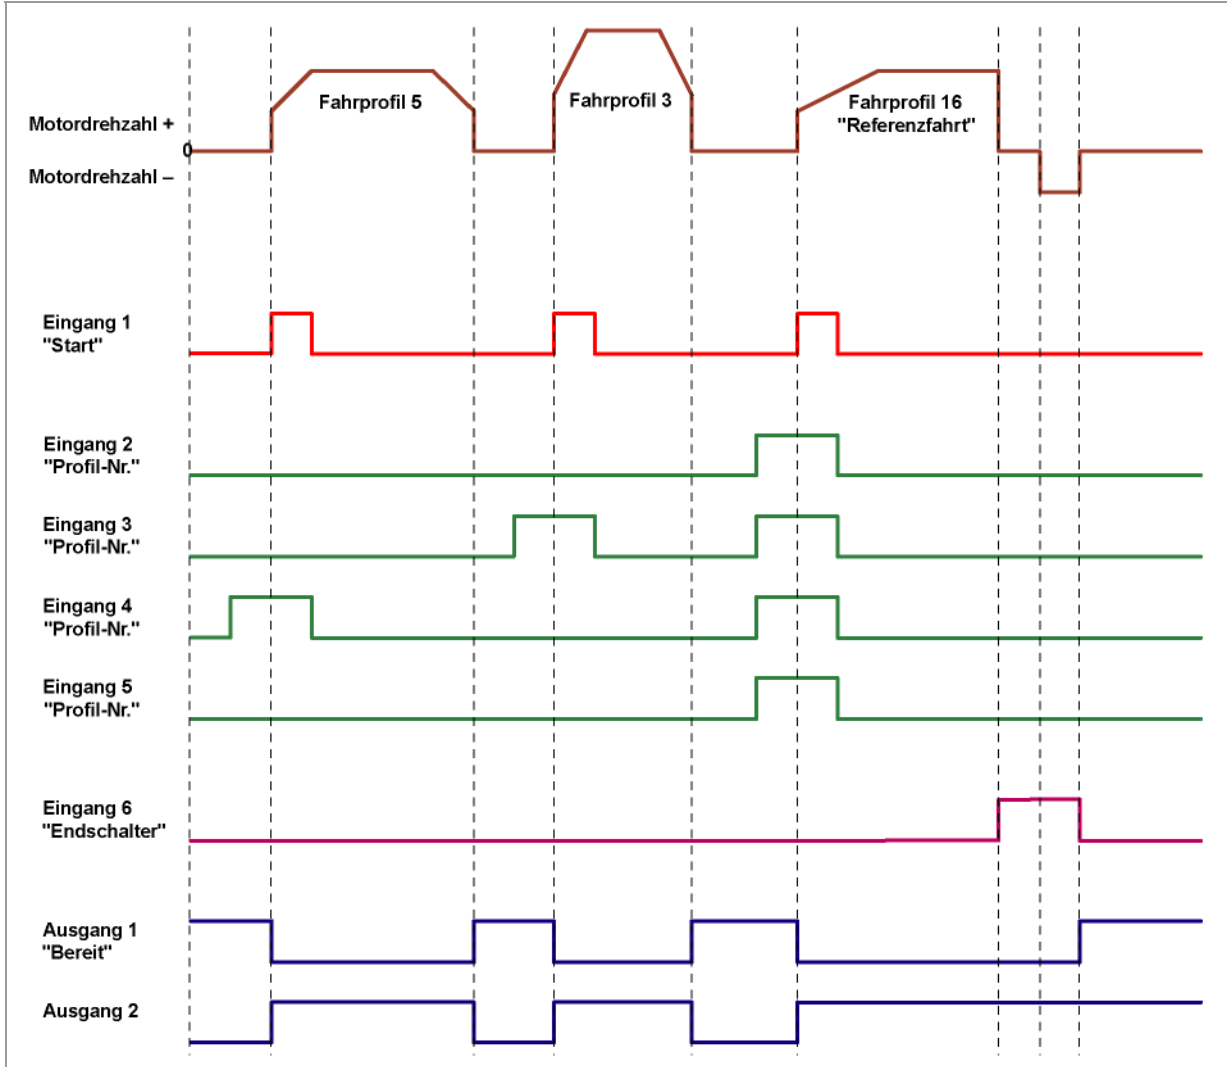 Fahrprofil 5
Fahrprofil 3
Fahrprofil 16
"Referenzfahrt"
Motordrehzahl +
0
Motordrehzahl –
Eingang 1
"Start"
Eingang 2
"Profil-Nr."
Eingang 3
"Profil-Nr."
Eingang 4
"Profil-Nr."
Eingang 5
"Profil-Nr."
Eingang 6
"Endschalter"
Ausgang 1
"Bereit"
Ausgang 2